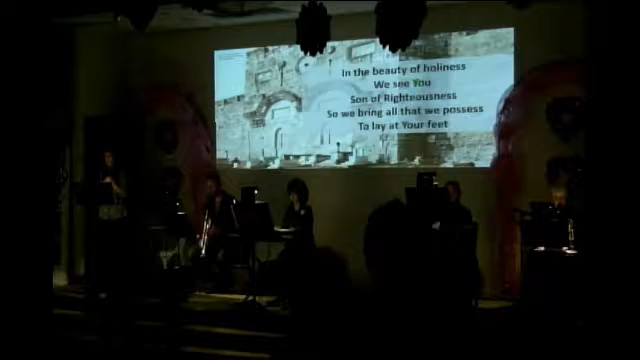 In the beauty of holiness
We see You
Son of Righteousness
So we bring all that we possess
To lay at Your feet